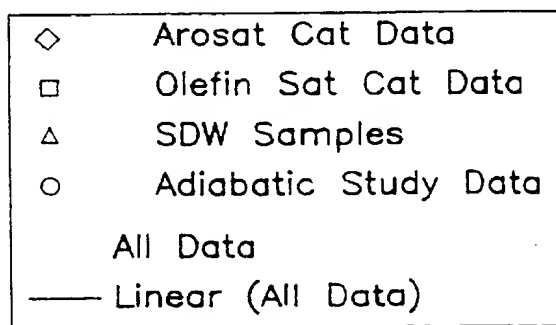 Arosat Cat Data
Olefin Sat Cat Data
SDW Samples
Adiabatic Study Data
All Data
Linear (All Data)